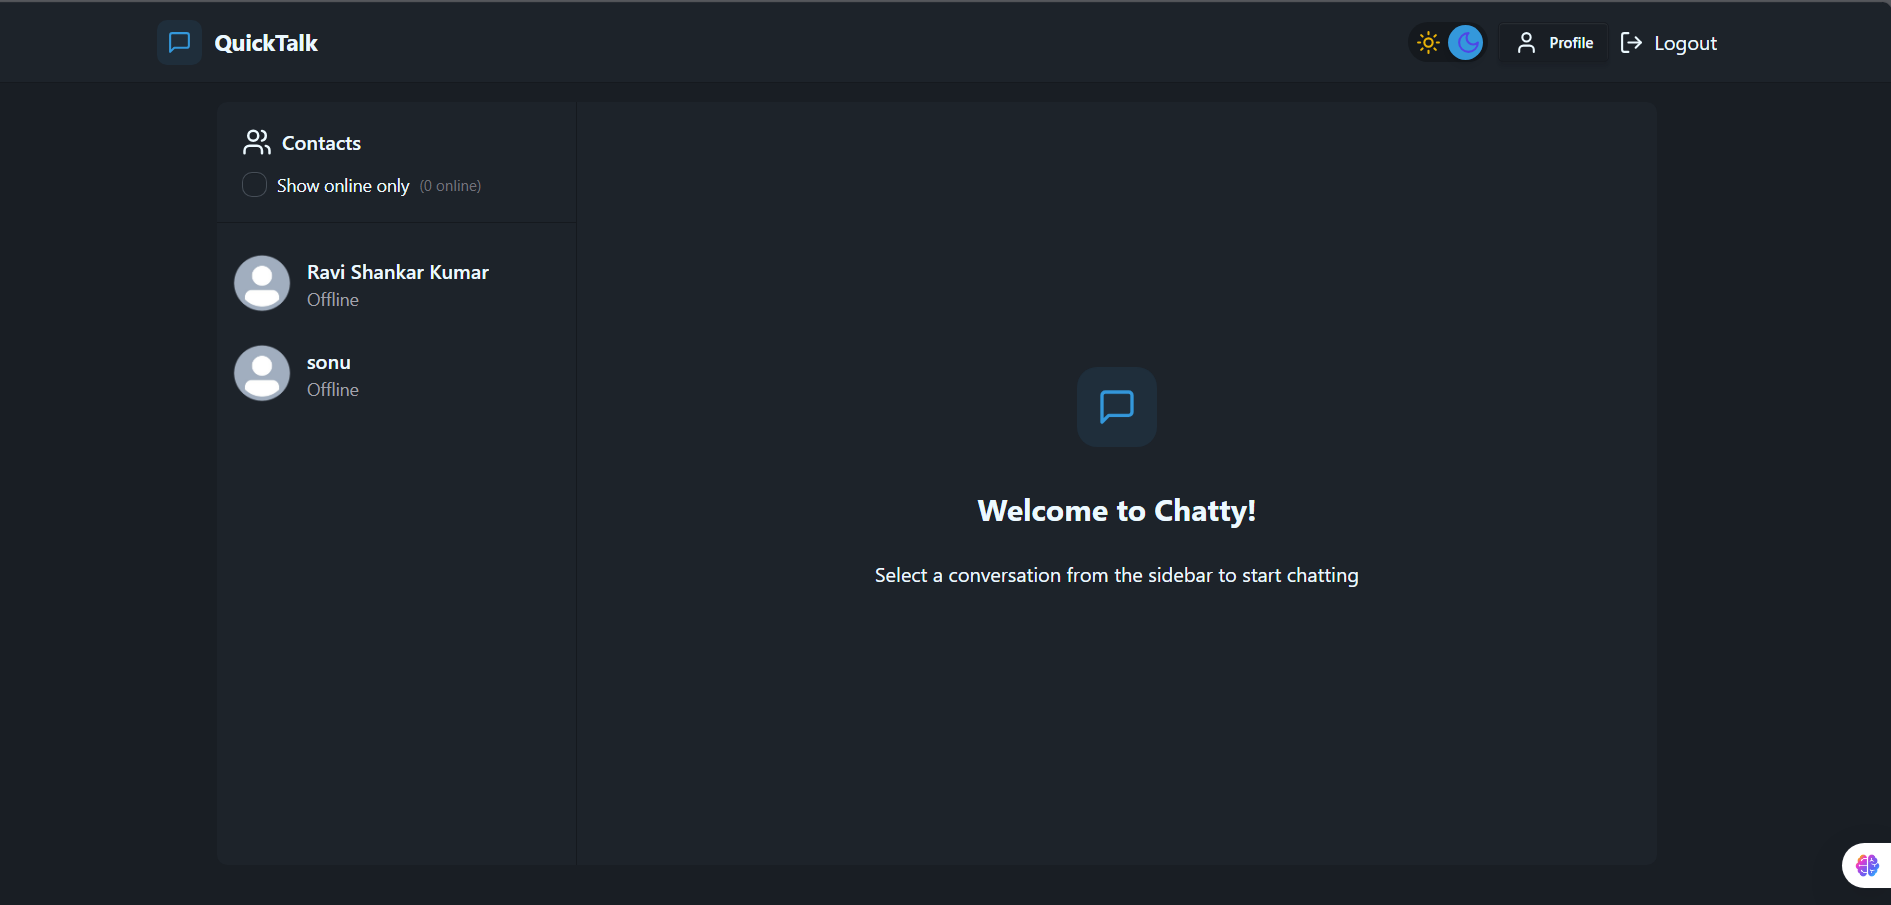 QuickTalk
Profile
Logout
Contacts
Show online only (0 online)
Ravi Shankar Kumar
Offline
sonu
Offline
Welcome to Chatty!
Select a conversation from the sidebar to start chatting